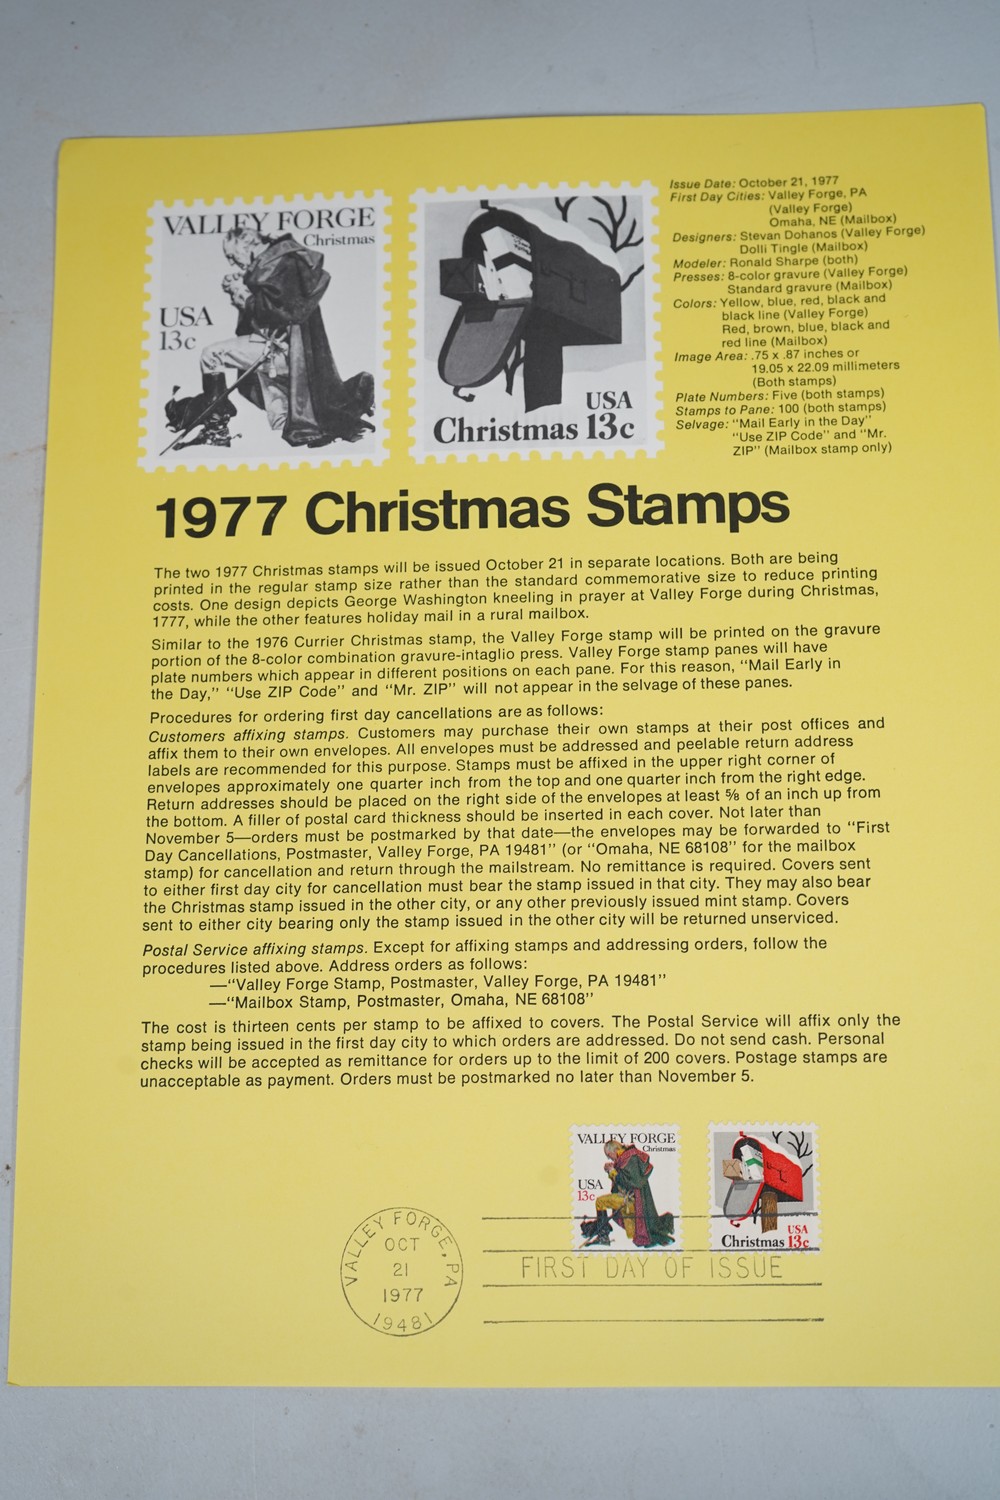 VALLEY FORGE
Christmas
USA
13c
USA
Christmas 13c
Issue Date: October 21, 1977
First Day Cities: Valley Forge, PA
(Valley Forge)
Omaha, NE (Mailbox)
Designers: Stevan Dohanos (Valley Forge)
Dolli Tingle (Mailbox)
Modeler: Ronald Sharpe (both)
Presses: 8-color gravure (Valley Forge)
Standard gravure (Mailbox)
Colors: Yellow, blue, red, black and
black line (Valley Forge)
Red, brown, blue, black and
red line (Mailbox)
Image Area: .75 x .87 inches or
19.05 x 22.09 millimeters
(Both stamps)
Plate Numbers: Five (both stamps)
Stamps to Pane: 100 (both stamps)
Selvage: "Mail Early in the Day"
"Use ZIP Code" and "Mr.
ZIP" (Mailbox stamp only)
1977 Christmas Stamps
The two 1977 Christmas stamps will be issued October 21 in separate locations. Both are being
printed in the regular stamp size rather than the standard commemorative size to reduce printing
costs. One design depicts George Washington kneeling in prayer at Valley Forge during Christmas,
1777, while the other features holiday mail in a rural mailbox.
Similar to the 1976 Currier Christmas stamp, the Valley Forge stamp will be printed on the gravure
portion of the 8-color combination gravure-intaglio press. Valley Forge stamp panes will have
plate numbers which appear in different positions on each pane. For this reason, "Mail Early in
the Day," "Use ZIP Code" and "Mr. ZIP" will not appear in the selvage of these panes.
Procedures for ordering first day cancellations are as follows:
Customers affixing stamps. Customers may purchase their own stamps at their post offices and
affix them to their own envelopes. All envelopes must be addressed and peelable return address
labels are recommended for this purpose. Stamps must be affixed in the upper right corner of
envelopes approximately one quarter inch from the top and one quarter inch from the right edge.
Return addresses should be placed on the right side of the envelopes at least ⅝ of an inch up from
the bottom. A filler of postal card thickness should be inserted in each cover. Not later than
November 5—orders must be postmarked by that date—the envelopes may be forwarded to "First
Day Cancellations, Postmaster, Valley Forge, PA 19481" (or "Omaha, NE 68108" for the mailbox
stamp) for cancellation and return through the mailstream. No remittance is required. Covers sent
to either first day city for cancellation must bear the stamp issued in that city. They may also bear
the Christmas stamp issued in the other city, or any other previously issued mint stamp. Covers
sent to either city bearing only the stamp issued in the other city will be returned unserviced.
Postal Service affixing stamps. Except for affixing stamps and addressing orders, follow the
procedures listed above. Address orders as follows:
—"Valley Forge Stamp, Postmaster, Valley Forge, PA 19481"
—"Mailbox Stamp, Postmaster, Omaha, NE 68108"
The cost is thirteen cents per stamp to be affixed to covers. The Postal Service will affix only the
stamp being issued in the first day city to which orders are addressed. Do not send cash. Personal
checks will be accepted as remittance for orders up to the limit of 200 covers. Postage stamps are
unacceptable as payment. Orders must be postmarked no later than November 5.
VALLEY FORGE
Christmas
USA
13c
USA
Christmas 13c
VALLEY FORGE, PA
OCT
21
1977
19481
FIRST DAY OF ISSUE